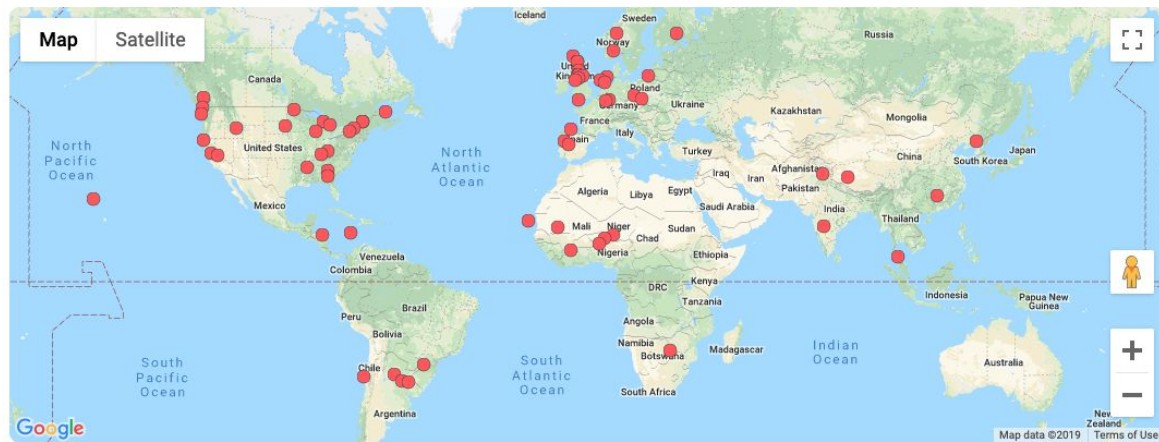 Map
Satellite
Iceland
Sweden
Norway
Russia
Canada
United
Kingdom
Poland
Germany
Ukraine
France
Kazakhstan
Mongolia
North
Pacific
Ocean
United States
North
Atlantic
Ocean
Spain
Italy
Turkey
China
South Korea
Japan
Iraq
Iran
Afghanistan
Pakistan
Algeria
Libya
Egypt
Saudi Arabia
India
Thailand
Mexico
Mali
Niger
Chad
Sudan
Nigeria
Ethiopia
Venezuela
Colombia
DRC
Kenya
Tanzania
Indonesia
Papua New
Guinea
Peru
Brazil
Bolivia
Angola
Namibia
Botswana
Madagascar
Indian
Ocean
Australia
South
Pacific
Ocean
Chile
South
Atlantic
Ocean
South Africa
Argentina
New
Zealand
Google
Map data ©2019
Terms of Use